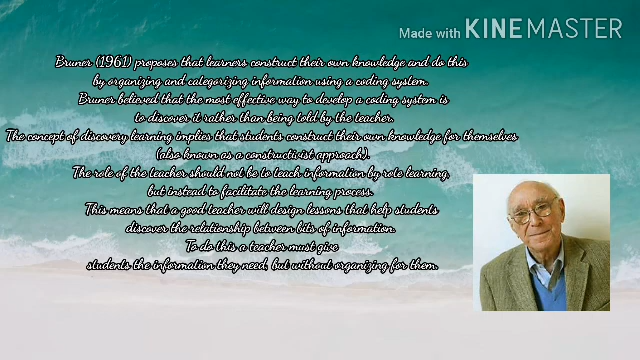 Made with KINEMASTER
Bruner (1961) proposes that learners construct their own knowledge and do this
by organizing and categorizing information using a coding system.
Bruner believed that the most effective way to develop a coding system is
to discover it rather than being told by the teacher.
The concept of discovery learning implies that students construct their own knowledge for themselves
(also known as a constructivist approach).
The role of the teacher should not be to teach information by rote learning,
but instead to facilitate the learning process.
This means that a good teacher will design lessons that help students
discover the relationship between bits of information.
To do this a teacher must give
students the information they need, but without organizing for them.